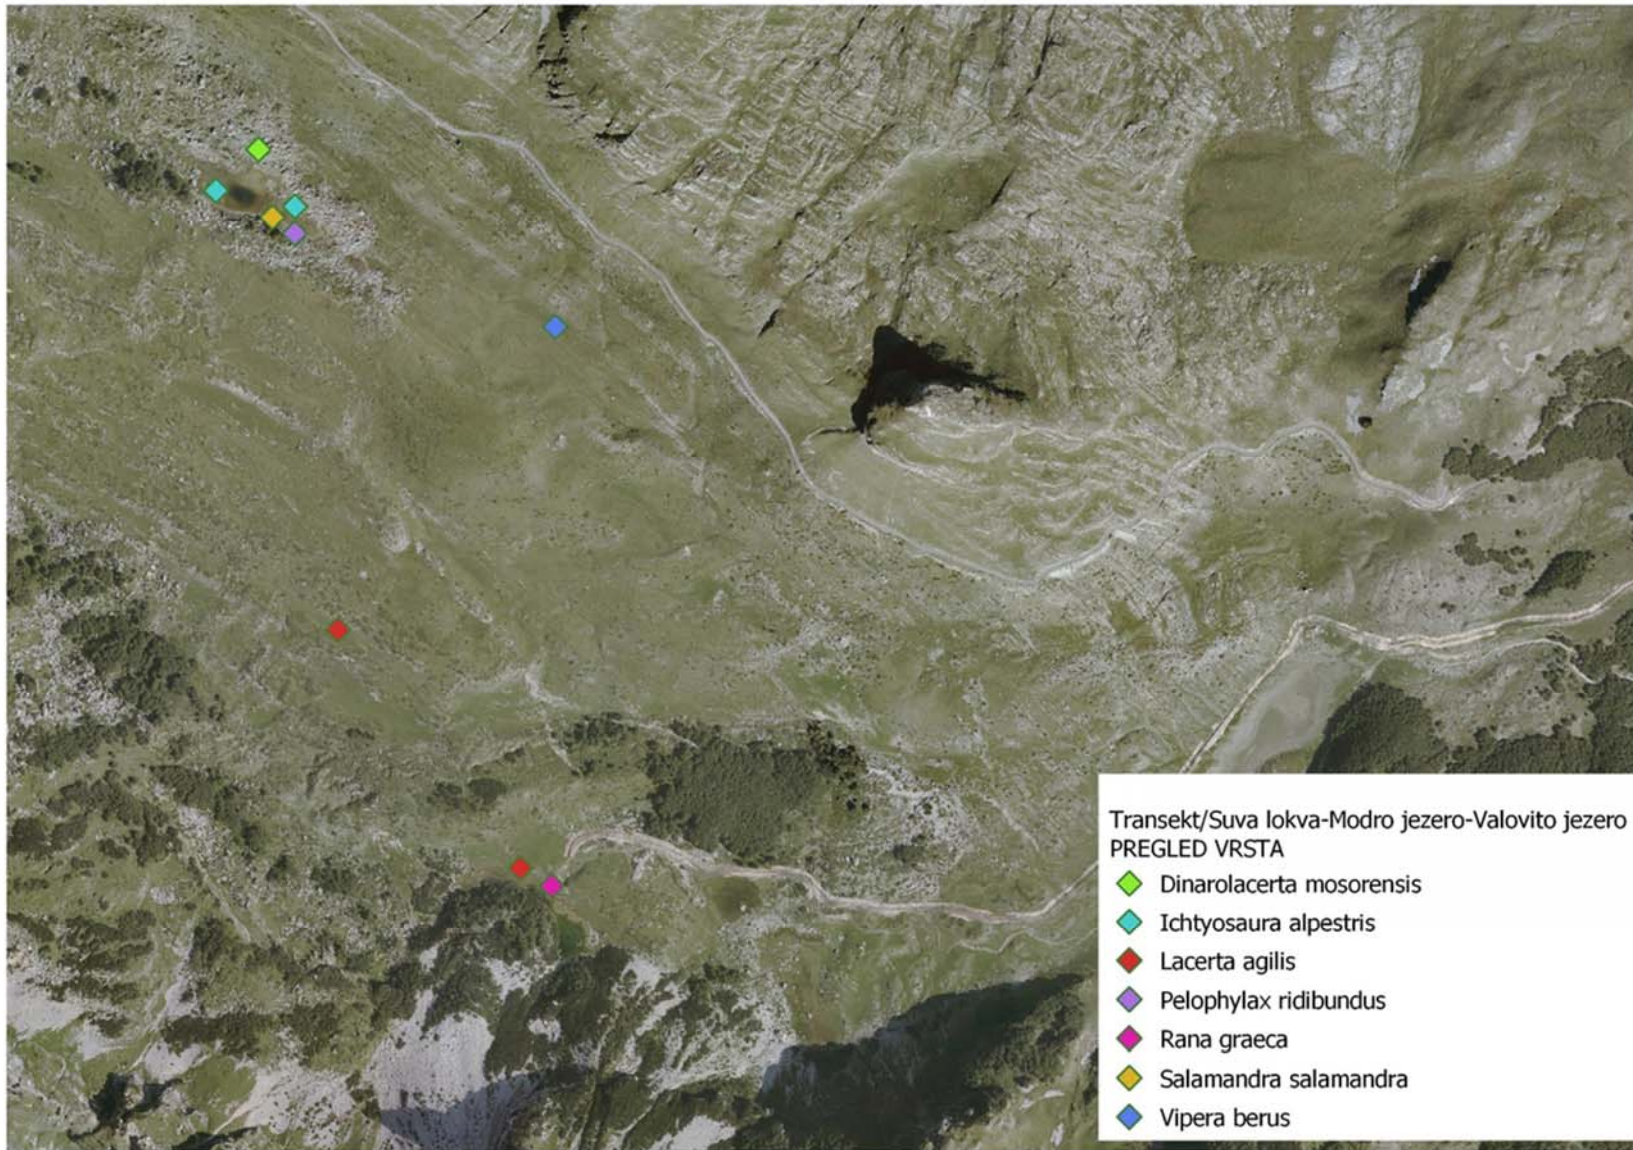 Transekt/Suva lokva-Modro jezero-Valovito jezero
PREGLED VRSTA
Dinarolacerta mosorensis
Ichtyosaura alpestris
Lacerta agilis
Pelophylax ridibundus
Rana graeca
Salamandra salamandra
Vipera berus